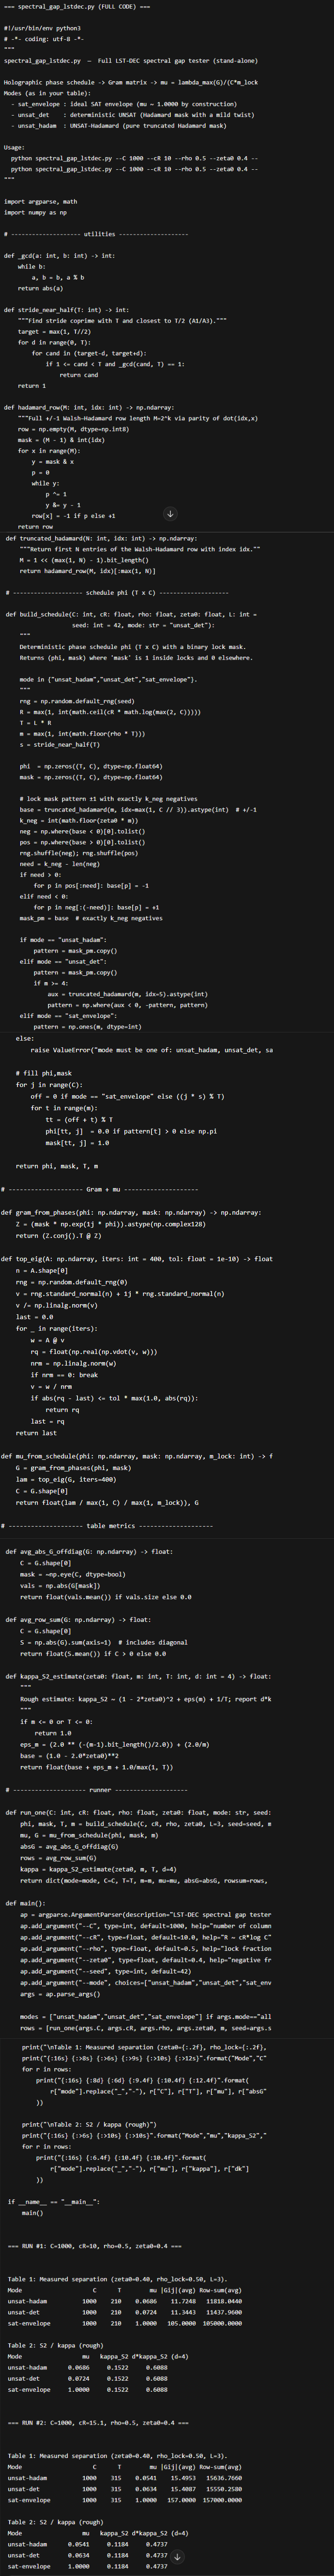 === spectral_gap_lstdec.py (FULL CODE) ===
#!/usr/bin/env python3
# -*- coding: utf-8 -*-
"""
spectral_gap_lstdec.py — Full LST-DEC spectral gap tester (stand-alone)
Holographic phase schedule -> Gram matrix -> mu = lambda_max(G)/(C*m_lock
Modes (as in your table):
  - sat_envelope : ideal SAT envelope (mu ~ 1.0000 by construction)
  - unsat_det    : deterministic UNSAT (Hadamard mask with a mild twist)
  - unsat_hadam  : UNSAT-Hadamard (pure truncated Hadamard mask)
Usage:
  python spectral_gap_lstdec.py --C 1000 --cR 10 --rho 0.5 --zeta0 0.4 --
  python spectral_gap_lstdec.py --C 1000 --cR 10 --rho 0.5 --zeta0 0.4 --
"""
import argparse, math
import numpy as np
# ------------------- utilities -------------------
def _gcd(a: int, b: int) -> int:
    while b:
        a, b = b, a % b
    return abs(a)
def stride_near_half(T: int) -> int:
    """Find stride coprime with T and closest to T/2 (A1/A3)."""
    target = max(1, T//2)
    for d in range(0, T):
        for cand in (target-d, target+d):
            if 1 <= cand < T and _gcd(cand, T) == 1:
                return cand
    return 1
def hadamard_row(M: int, idx: int) -> np.ndarray:
    """Full +/-1 Walsh-Hadamard row length M=2^k via parity of dot(idx,x)
    row = np.empty(M, dtype=np.int8)
    mask = (M - 1) & int(idx)
    for x in range(M):
        y = mask & x
        p = 0
        while y:
            p ^= 1
            y &= y - 1
        row[x] = -1 if p else +1
    return row
def truncated_hadamard(N: int, idx: int) -> np.ndarray:
    """Return first N entries of the Walsh-Hadamard row with index idx.""
    M = 1 << (max(1, N) - 1).bit_length()
    return hadamard_row(M, idx)[:max(1, N)]
# ------------------- schedule phi (T x C) -------------------
def build_schedule(C: int, cR: float, rho: float, zeta0: float, L: int =
                   seed: int = 42, mode: str = "unsat_det"):
    """
    Deterministic phase schedule phi (T x C) with a binary lock mask.
    Returns (phi, mask) where 'mask' is 1 inside locks and 0 elsewhere.
    mode in {"unsat_hadam","unsat_det","sat_envelope"}.
    """
    rng = np.random.default_rng(seed)
    R = max(1, int(math.ceil(cR * math.log(max(2, C)))))
    T = L * R
    m = max(1, int(math.floor(rho * T)))
    s = stride_near_half(T)
    phi  = np.zeros((T, C), dtype=np.float64)
    mask = np.zeros((T, C), dtype=np.float64)
    # lock mask pattern ±1 with exactly k_neg negatives
    base = truncated_hadamard(m, idx=max(1, C // 3)).astype(int)  # +/-1
    k_neg = int(math.floor(zeta0 * m))
    neg = np.where(base < 0)[0].tolist()
    pos = np.where(base > 0)[0].tolist()
    rng.shuffle(neg); rng.shuffle(pos)
    need = k_neg - len(neg)
    if need > 0:
        for p in pos[:need]: base[p] = -1
    elif need < 0:
        for p in neg[:(-need)]: base[p] = +1
    mask_pm = base  # exactly k_neg negatives
    if mode == "unsat_hadam":
        pattern = mask_pm.copy()
    elif mode == "unsat_det":
        pattern = mask_pm.copy()
        if m >= 4:
            aux = truncated_hadamard(m, idx=5).astype(int)
            pattern = np.where(aux < 0, -pattern, pattern)
    elif mode == "sat_envelope":
        pattern = np.ones(m, dtype=int)
    else:
        raise ValueError("mode must be one of: unsat_hadam, unsat_det, sa
    # fill phi,mask
    for j in range(C):
        off = 0 if mode == "sat_envelope" else ((j * s) % T)
        for t in range(m):
            tt = (off + t) % T
            phi[tt, j]  = 0.0 if pattern[t] > 0 else np.pi
            mask[tt, j] = 1.0
    return phi, mask, T, m
# ------------------- Gram + mu -------------------
def gram_from_phases(phi: np.ndarray, mask: np.ndarray) -> np.ndarray:
    Z = (mask * np.exp(1j * phi)).astype(np.complex128)
    return (Z.conj().T @ Z)
def top_eig(A: np.ndarray, iters: int = 400, tol: float = 1e-10) -> float
    n = A.shape[0]
    rng = np.random.default_rng(0)
    v = rng.standard_normal(n) + 1j * rng.standard_normal(n)
    v /= np.linalg.norm(v)
    last = 0.0
    for _ in range(iters):
        w = A @ v
        rq = float(np.real(np.vdot(v, w)))
        nrm = np.linalg.norm(w)
        if nrm == 0: break
        v = w / nrm
        if abs(rq - last) <= tol * max(1.0, abs(rq)):
            return rq
        last = rq
    return last
def mu_from_schedule(phi: np.ndarray, mask: np.ndarray, m_lock: int) -> f
    G = gram_from_phases(phi, mask)
    lam = top_eig(G, iters=400)
    C = G.shape[0]
    return float(lam / max(1, C) / max(1, m_lock)), G
# ------------------- table metrics -------------------
def avg_abs_G_offdiag(G: np.ndarray) -> float:
    C = G.shape[0]
    mask = ~np.eye(C, dtype=bool)
    vals = np.abs(G[mask])
    return float(vals.mean()) if vals.size else 0.0
def avg_row_sum(G: np.ndarray) -> float:
    C = G.shape[0]
    S = np.abs(G).sum(axis=1)  # includes diagonal
    return float(S.mean()) if C > 0 else 0.0
def kappa_S2_estimate(zeta0: float, m: int, T: int, d: int = 4) -> float:
    """
    Rough estimate: kappa_S2 ~ (1 - 2*zeta0)^2 + eps(m) + 1/T; report d*k
    """
    if m <= 0 or T <= 0:
        return 1.0
    eps_m = (2.0 ** (-(m-1).bit_length()/2.0)) + (2.0/m)
    base = (1.0 - 2.0*zeta0)**2
    return float(base + eps_m + 1.0/max(1, T))
# ------------------- runner -------------------
def run_one(C: int, cR: float, rho: float, zeta0: float, mode: str, seed:
    phi, mask, T, m = build_schedule(C, cR, rho, zeta0, L=3, seed=seed, m
    mu, G = mu_from_schedule(phi, mask, m)
    absG = avg_abs_G_offdiag(G)
    rows = avg_row_sum(G)
    kappa = kappa_S2_estimate(zeta0, m, T, d=4)
    return dict(mode=mode, C=C, T=T, m=m, mu=mu, absG=absG, rowsum=rows,
def main():
    ap = argparse.ArgumentParser(description="LST-DEC spectral gap tester
    ap.add_argument("--C", type=int, default=1000, help="number of column
    ap.add_argument("--cR", type=float, default=10.0, help="R ~ cR*log C"
    ap.add_argument("--rho", type=float, default=0.5, help="lock fraction
    ap.add_argument("--zeta0", type=float, default=0.4, help="negative fr
    ap.add_argument("--seed", type=int, default=42)
    ap.add_argument("--mode", choices=["unsat_hadam","unsat_det","sat_env
    args = ap.parse_args()
    modes = ["unsat_hadam","unsat_det","sat_envelope"] if args.mode=="all
    rows = [run_one(args.C, args.cR, args.rho, args.zeta0, m, seed=args.s
    print("\nTable 1: Measured separation (zeta0={:.2f}, rho_lock={:.2f},
    print("{:16s} {:>8s} {:>6s} {:>9s} {:>10s} {:>12s}".format("Mode","C"
    for r in rows:
        print("{:16s} {:8d} {:6d} {:9.4f} {:10.4f} {:12.4f}".format(
            r["mode"].replace("_","-"), r["C"], r["T"], r["mu"], r["absG"
        ))
    print("\nTable 2: S2 / kappa (rough)")
    print("{:16s} {:>6s} {:>10s} {:>10s}".format("Mode","mu","kappa_S2","
    for r in rows:
        print("{:16s} {:6.4f} {:10.4f} {:10.4f}".format(
            r["mode"].replace("_","-"), r["mu"], r["kappa"], r["dk"]
        ))
if __name__ == "__main__":
    main()
=== RUN #1: C=1000, cR=10, rho=0.5, zeta0=0.4 ===
Table 1: Measured separation (zeta0=0.40, rho_lock=0.50, L=3).
Mode                    C      T        mu |Gij|(avg) Row-sum(avg)
unsat-hadam          1000    210    0.0686    11.7248   11818.0440
unsat-det            1000    210    0.0724    11.3443   11437.9600
sat-envelope         1000    210    1.0000   105.0000  105000.0000
Table 2: S2 / kappa (rough)
Mode                 mu   kappa_S2 d*kappa_S2 (d=4)
unsat-hadam      0.0686     0.1522     0.6088
unsat-det        0.0724     0.1522     0.6088
sat-envelope     1.0000     0.1522     0.6088
=== RUN #2: C=1000, cR=15.1, rho=0.5, zeta0=0.4 ===
Table 1: Measured separation (zeta0=0.40, rho_lock=0.50, L=3).
Mode                    C      T        mu |Gij|(avg) Row-sum(avg)
unsat-hadam          1000    315    0.0541    15.4953   15636.7660
unsat-det            1000    315    0.0634    15.4087   15550.2580
sat-envelope         1000    315    1.0000   157.0000  157000.0000
Table 2: S2 / kappa (rough)
Mode                 mu   kappa_S2 d*kappa_S2 (d=4)
unsat-hadam      0.0541     0.1184     0.4737
unsat-det        0.0634     0.1184     0.4737
sat-envelope     1.0000     0.1184     0.4737